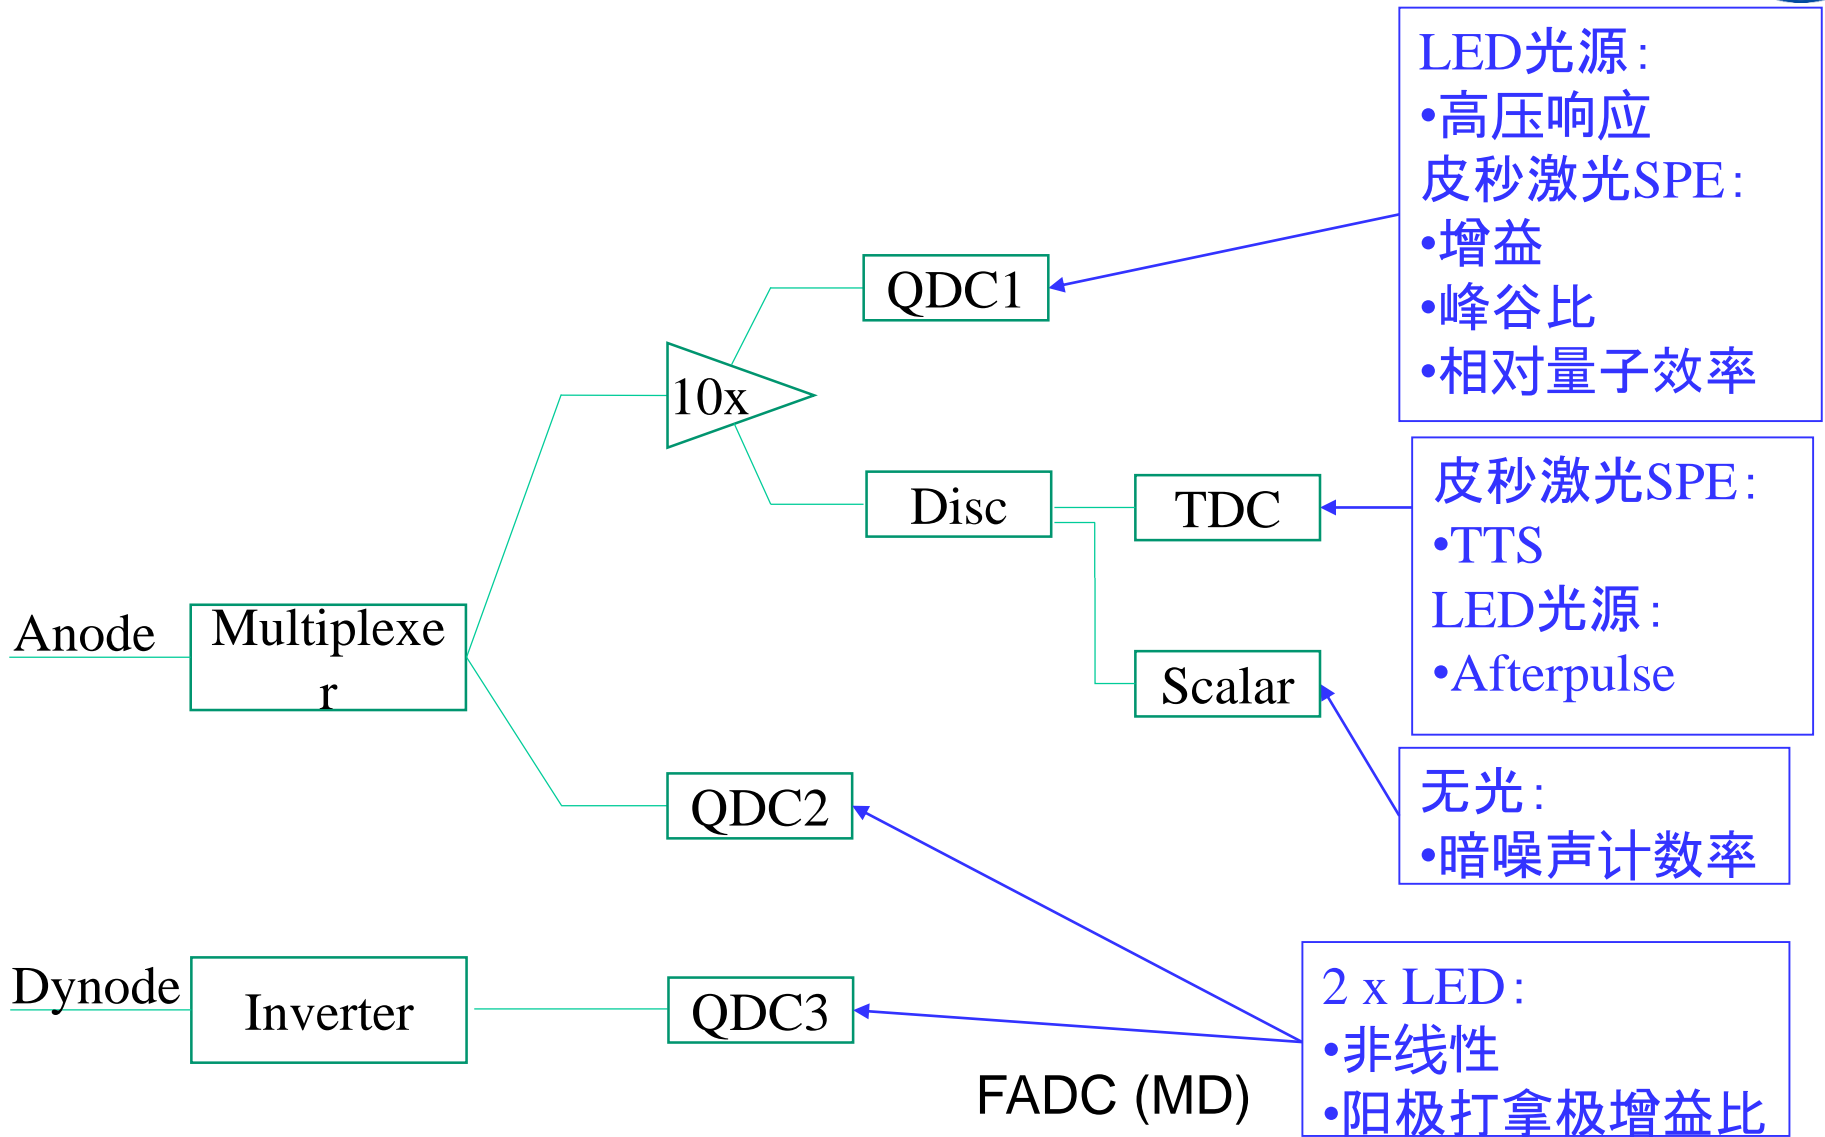 LED光源:
•高压响应
皮秒激光SPE:
•增益
•峰谷比
•相对量子效率
QDC1
10x
皮秒激光SPE:
•TTS
LED光源:
•Afterpulse
Disc
TDC
Anode
Multiplexe
r
Scalar
无光:
•暗噪声计数率
QDC2
Dynode
Inverter
QDC3
2 x LED:
•非线性
•阳极打拿极增益比
FADC (MD)